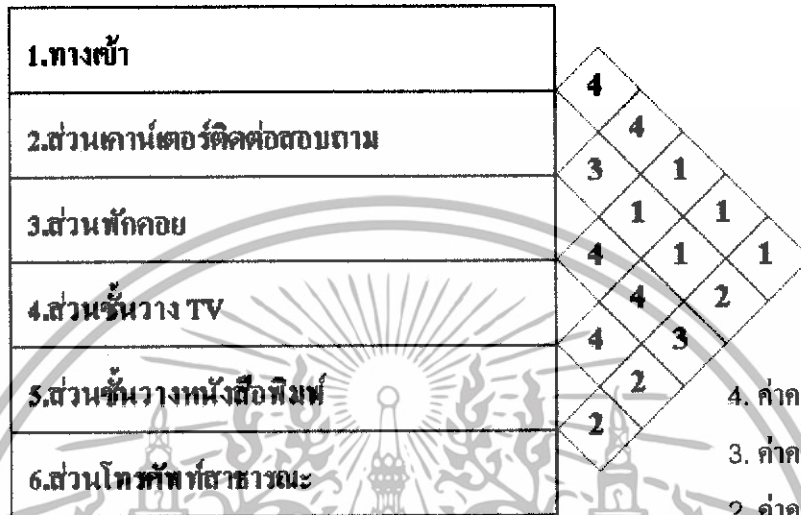 1.ทางเข้า
2.ส่วนเคาน์เตอร์ติดต่อสอบถาม
3.ส่วนพักคอย
4.ส่วนชั้นวาง TV
5.ส่วนชั้นวางหนังสือพิมพ์
6.ส่วนโทรศัพท์สาธารณะ
4
4
3 1
1 1
4 1 1
4 2
4 3
2
2
4. ค่าค
3. ค่าค
2. ค่าค